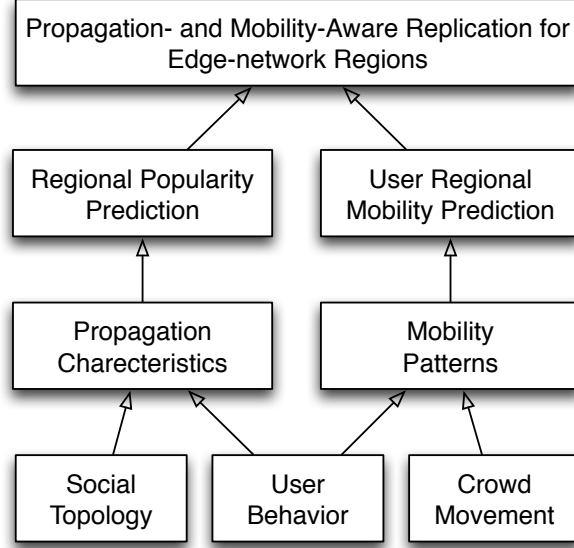 Propagation- and Mobility-Aware Replication for
Edge-network Regions
Regional Popularity
Prediction
User Regional
Mobility Prediction
Propagation
Charecteristics
Mobility
Patterns
Social
Topology
User
Behavior
Crowd
Movement